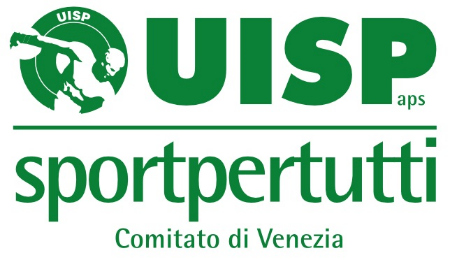 UISP
UISP aps
sportpertutti
Comitato di Venezia